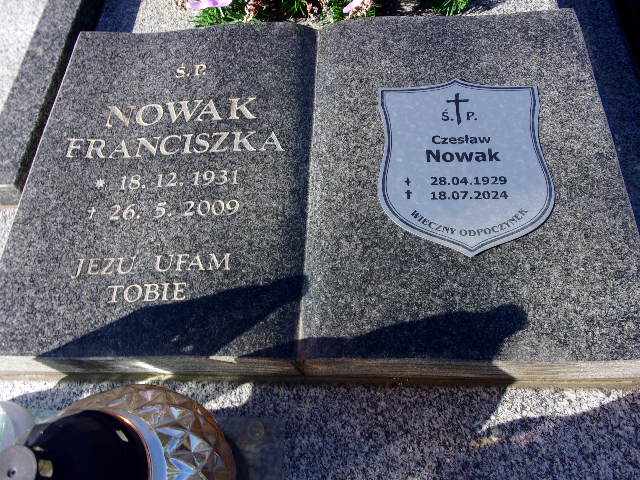 Ś.P.
NOWAK
FRANCISZKA
* 18. 12. 1931
† 26. 5. 2009
JEZU UFAM
TOBIE
Ś. P.
Czesław
Nowak
* 28.04.1929
† 18.07.2024
WIECZNY ODPOCZYNEK